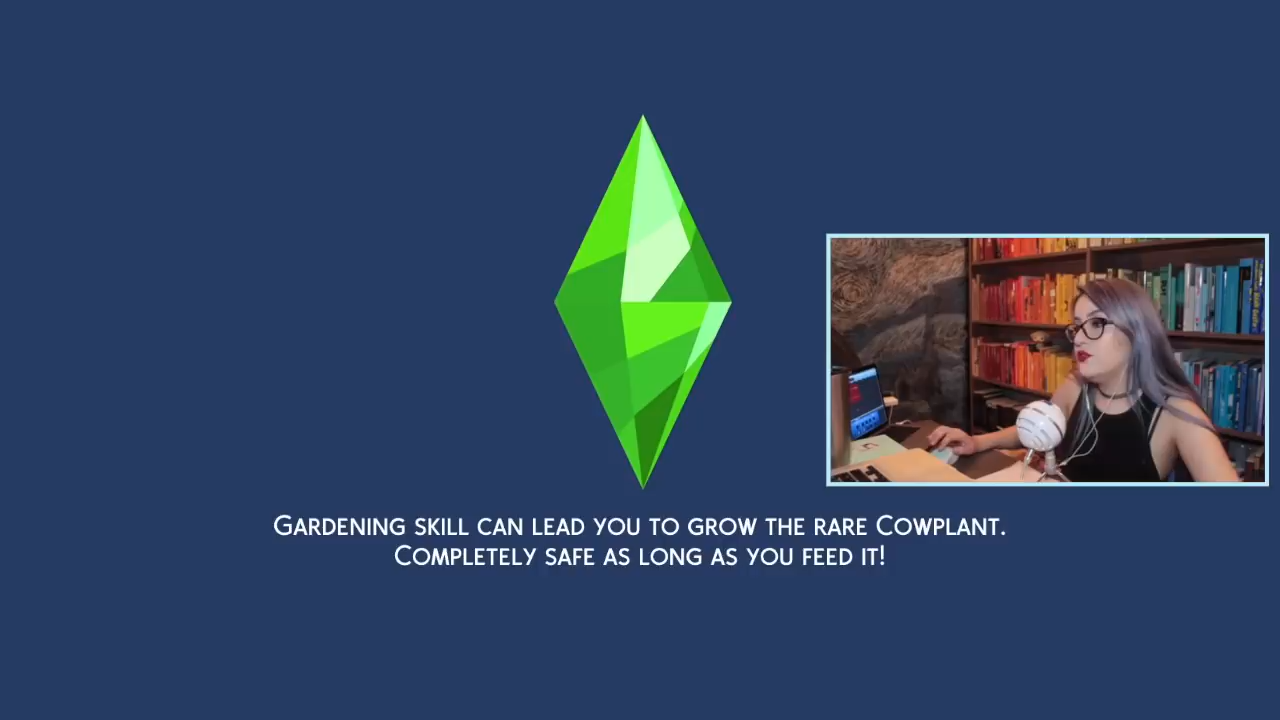 Gardening skill can lead you to grow the rare Cowplant.
Completely safe as long as you feed it!